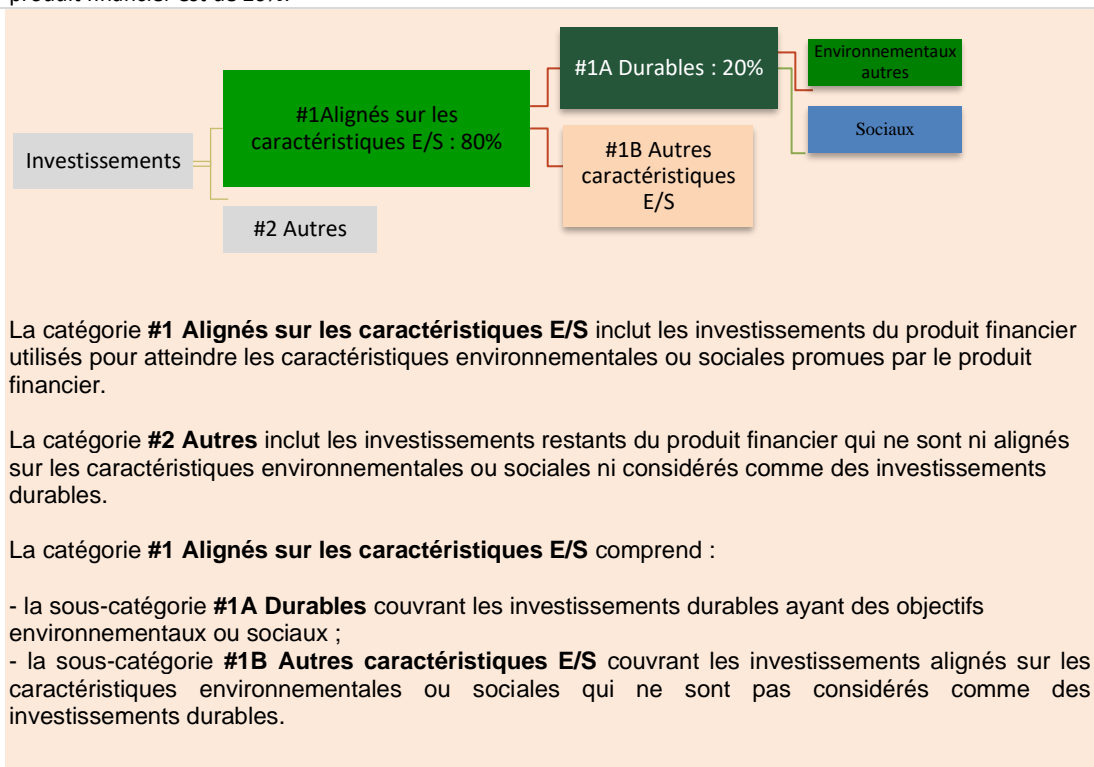 #1A Durables : 20%
Environnementaux
autres
#1Alignés sur les
caractéristiques E/S : 80%
Sociaux
Investissements
#1B Autres
caractéristiques
E/S
#2 Autres
La catégorie #1 Alignés sur les caractéristiques E/S inclut les investissements du produit financier
utilisés pour atteindre les caractéristiques environnementales ou sociales promues par le produit
financier.
La catégorie #2 Autres inclut les investissements restants du produit financier qui ne sont ni alignés
sur les caractéristiques environnementales ou sociales ni considérés comme des investissements
durables.
La catégorie #1 Alignés sur les caractéristiques E/S comprend :
- la sous-catégorie #1A Durables couvrant les investissements durables ayant des objectifs
environnementaux ou sociaux ;
- la sous-catégorie #1B Autres caractéristiques E/S couvrant les investissements alignés sur les
caractéristiques environnementales ou sociales qui ne sont pas considérés comme des
investissements durables.